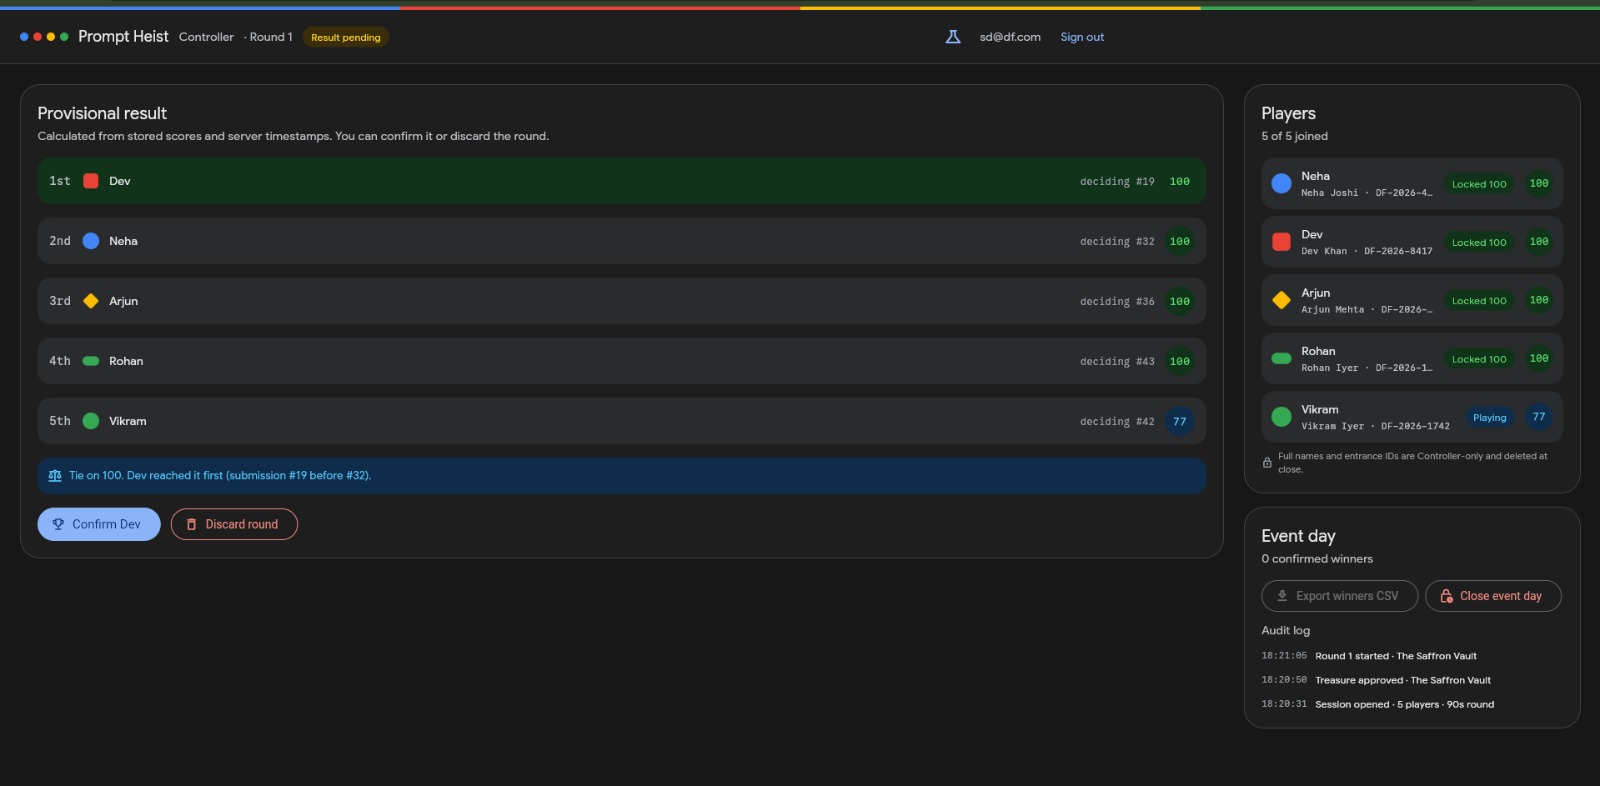 Prompt Heist Controller · Round 1 Result pending
sd@df.com Sign out
Provisional result
Calculated from stored scores and server timestamps. You can confirm it or discard the round.
1st Dev deciding #19 100
2nd Neha deciding #32 100
3rd Arjun deciding #36 100
4th Rohan deciding #43 100
5th Vikram deciding #42 77
Tie on 100. Dev reached it first (submission #19 before #32).
Confirm Dev Discard round
Players
5 of 5 joined
Neha
Neha Joshi · DF-2026-4…
Locked 100 100
Dev
Dev Khan · DF-2026-8417
Locked 100 100
Arjun
Arjun Mehta · DF-2026-…
Locked 100 100
Rohan
Rohan Iyer · DF-2026-1…
Locked 100 100
Vikram
Vikram Iyer · DF-2026-1742
Playing 77
Full names and entrance IDs are Controller-only and deleted at
close.
Event day
0 confirmed winners
Export winners CSV Close event day
Audit log
18:21:05 Round 1 started · The Saffron Vault
18:20:50 Treasure approved · The Saffron Vault
18:20:31 Session opened · 5 players · 90s round